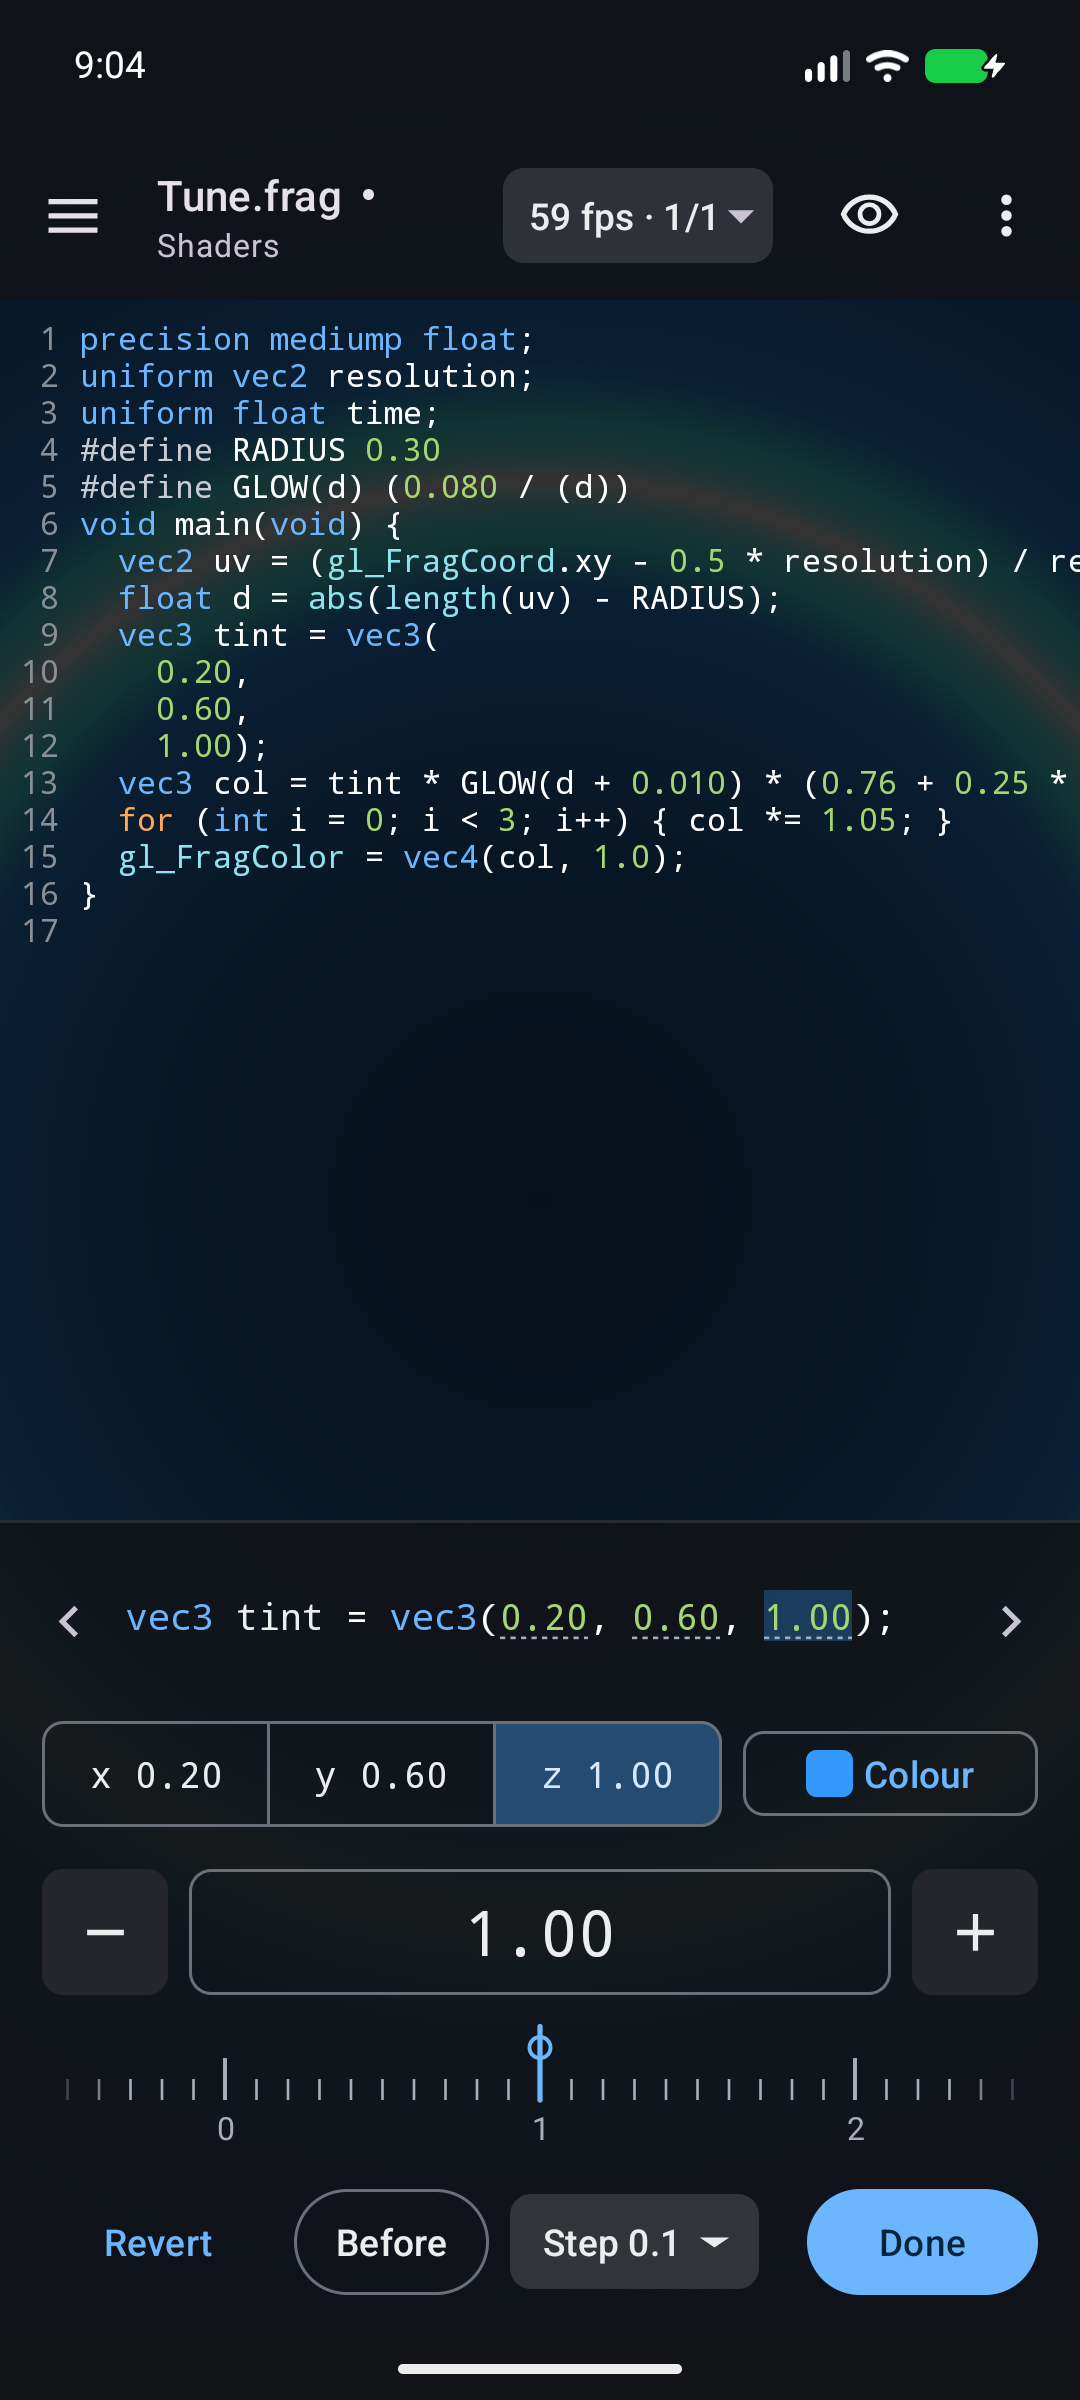 9:04
Tune.frag •
Shaders
59 fps · 1/1
1 precision mediump float;
2 uniform vec2 resolution;
3 uniform float time;
4 #define RADIUS 0.30
5 #define GLOW(d) (0.080 / (d))
6 void main(void) {
7 vec2 uv = (gl_FragCoord.xy - 0.5 * resolution) / re
8 float d = abs(length(uv) - RADIUS);
9 vec3 tint = vec3(
10 0.20,
11 0.60,
12 1.00);
13 vec3 col = tint * GLOW(d + 0.010) * (0.76 + 0.25 *
14 for (int i = 0; i < 3; i++) { col *= 1.05; }
15 gl_FragColor = vec4(col, 1.0);
16 }
17
vec3 tint = vec3(0.20, 0.60, 1.00);
x 0.20 y 0.60 z 1.00 Colour
− 1.00 +
0 1 2
Revert Before Step 0.1 Done